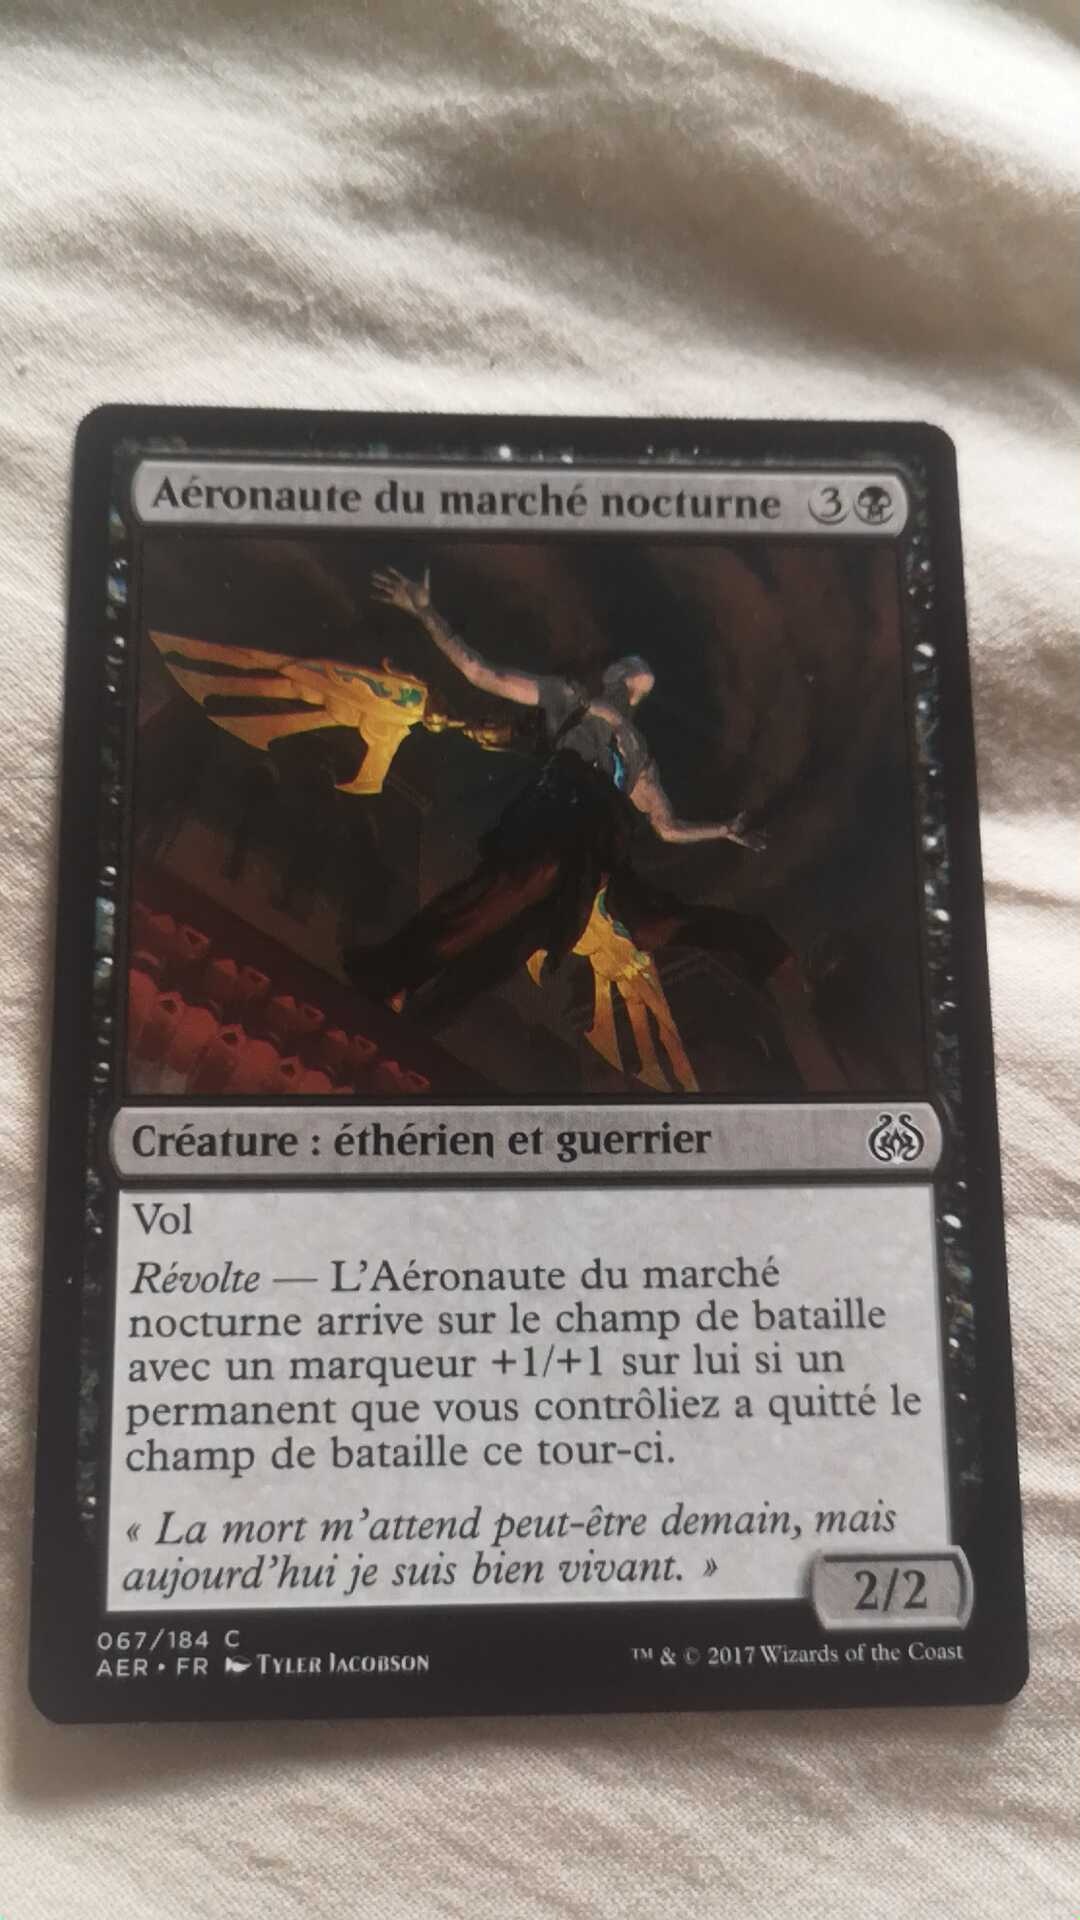 Aéronaute du marché nocturne 3
Créature : éthérien et guerrier
Vol
Révolte — L'Aéronaute du marché
nocturne arrive sur le champ de bataille
avec un marqueur +1/+1 sur lui si un
permanent que vous contrôliez a quitté le
champ de bataille ce tour-ci.
« La mort m'attend peut-être demain, mais
aujourd'hui je suis bien vivant. »
2/2
067/184 C
AER • FR Tyler Jacobson
™ & © 2017 Wizards of the Coast